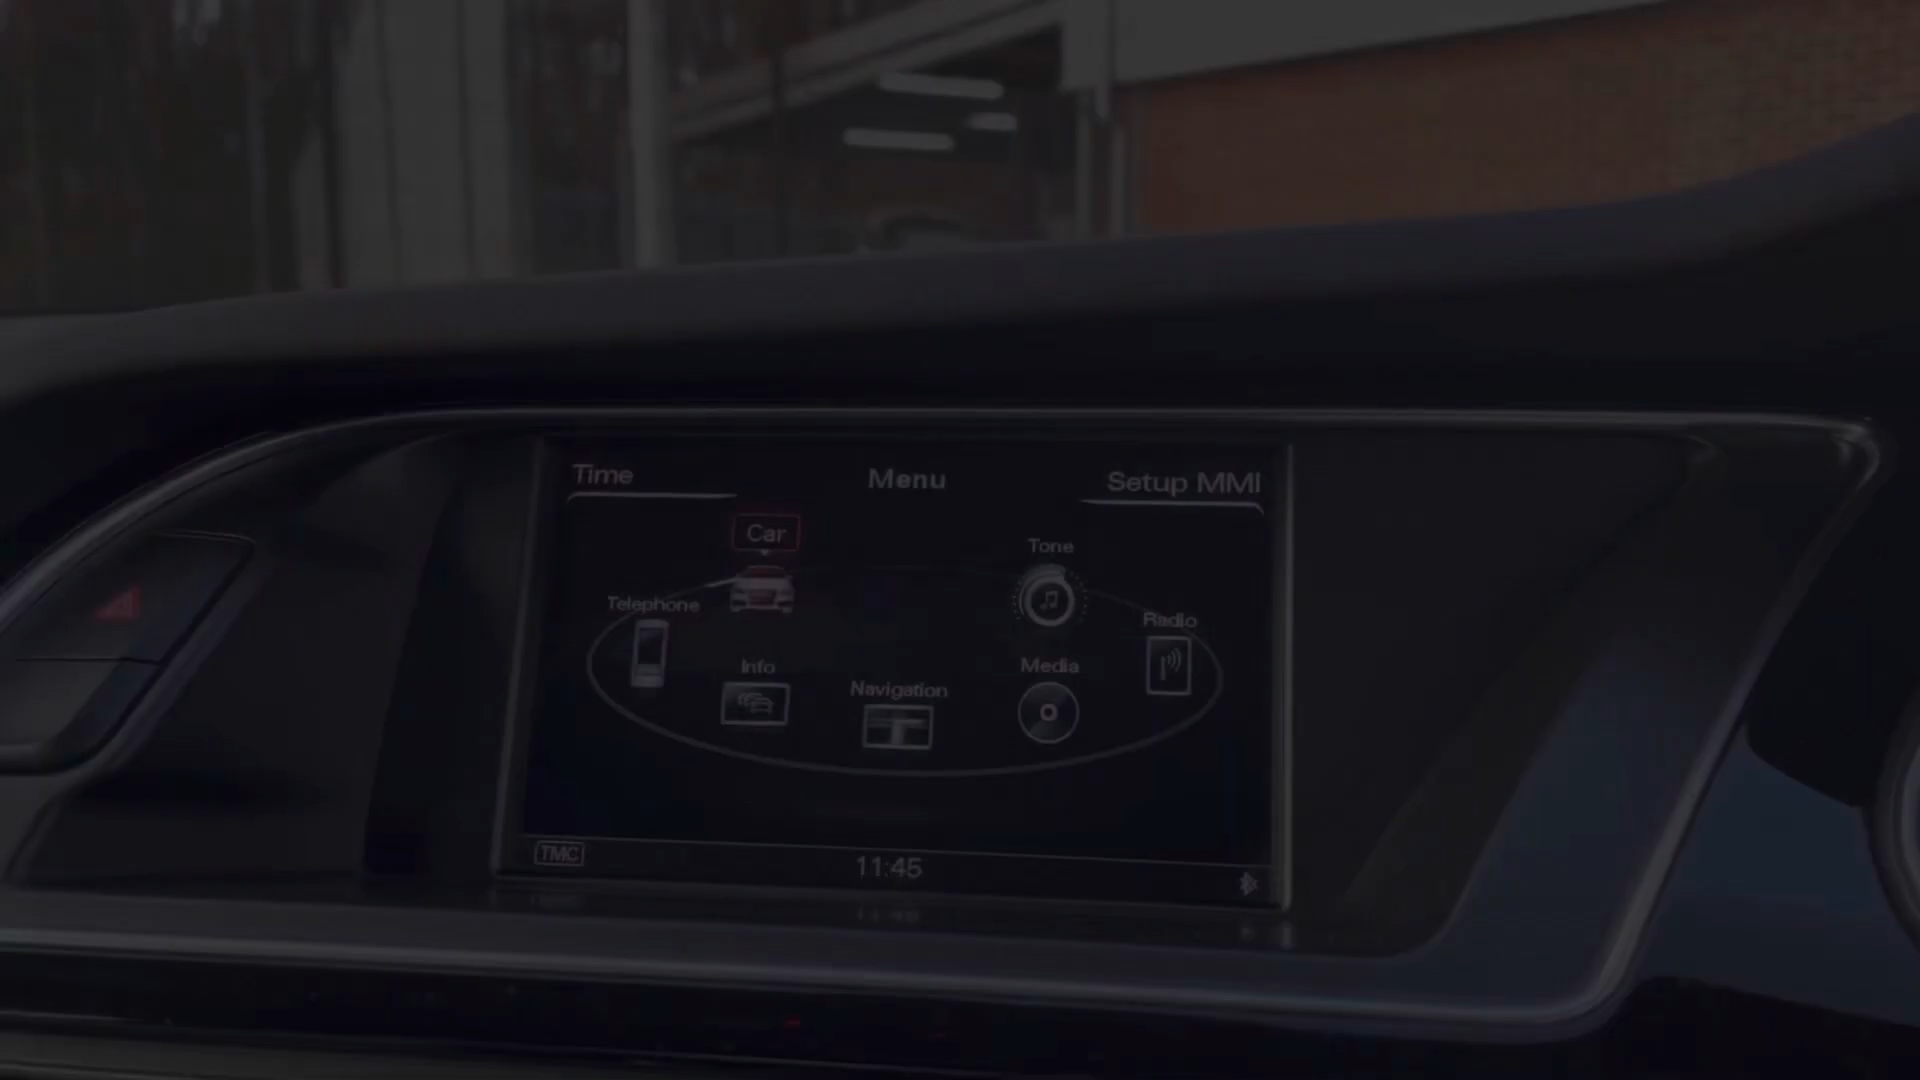 Time
Menu
Setup MMI
Car
Tone
Telephone
Radio
Info
Media
Navigation
TMC
11:45